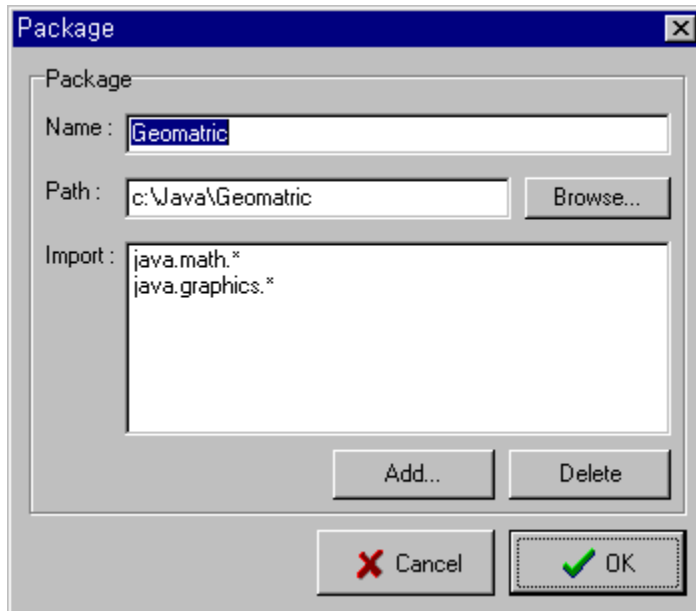 Package
Package
Name :
Geomatric
Path :
c:\Java\Geomatric
Browse...
Import :
java.math.*
java.graphics.*
Add...
Delete
Cancel
OK